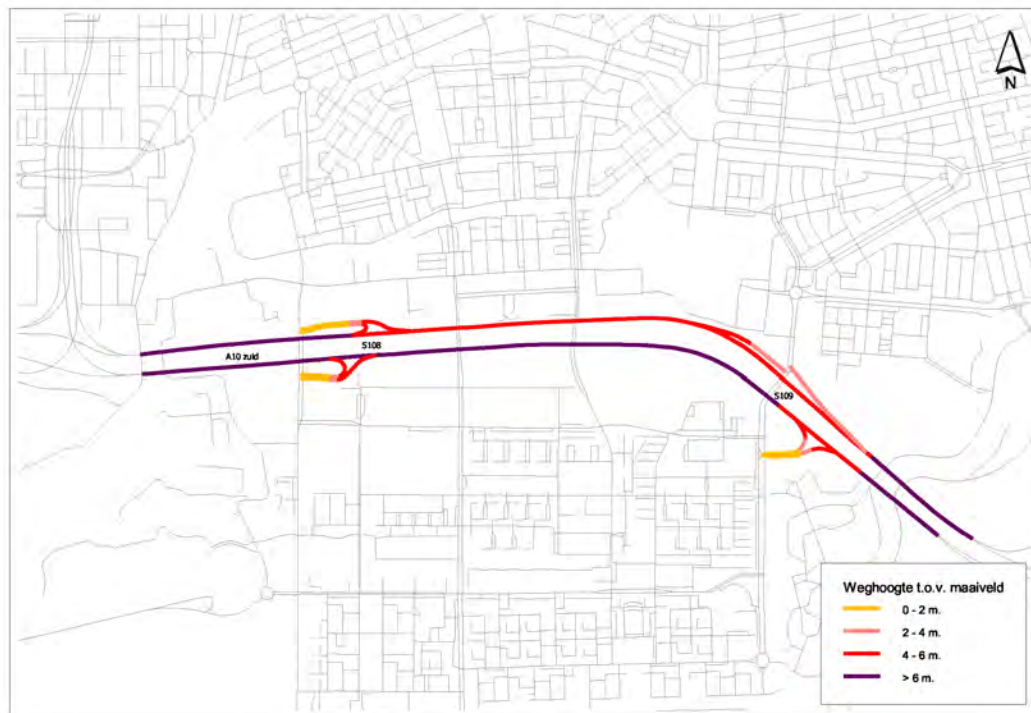 N
A10 zuid
S108
S109
Weghoogte t.o.v. maaiveld
0 - 2 m.
2 - 4 m.
4 - 6 m.
> 6 m.